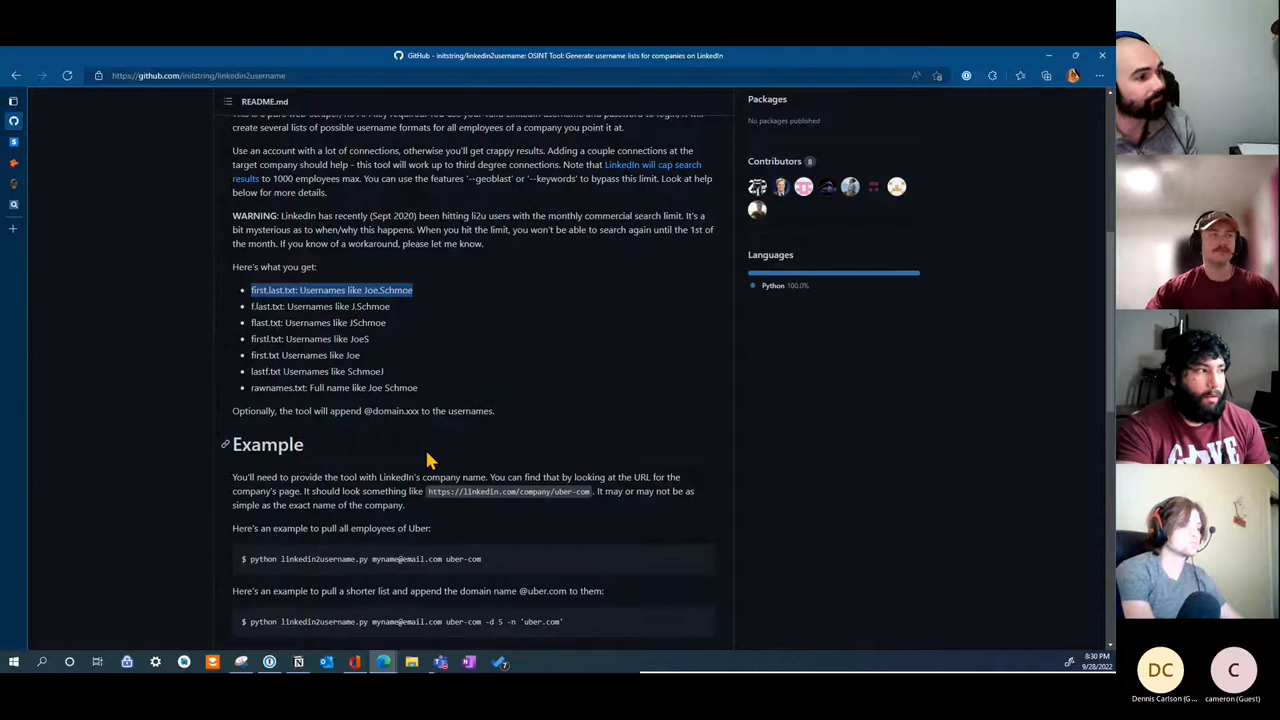 GitHub - initstring/linkedin2username: OSINT Tool: Generate username lists for companies on LinkedIn
https://github.com/initstring/linkedin2username
README.md
create several lists of possible username formats for all employees of a company you point it at.
Use an account with a lot of connections, otherwise you'll get crappy results. Adding a couple connections at the
target company should help - this tool will work up to third degree connections. Note that LinkedIn will cap search
results to 1000 employees max. You can use the features '--geoblast' or '--keywords' to bypass this limit. Look at help
below for more details.
WARNING: LinkedIn has recently (Sept 2020) been hitting li2u users with the monthly commercial search limit. It's a
bit mysterious as to when/why this happens. When you hit the limit, you won't be able to search again until the 1st of
the month. If you know of a workaround, please let me know.
Here's what you get:
first.last.txt: Usernames like Joe.Schmoe
f.last.txt: Usernames like J.Schmoe
flast.txt: Usernames like JSchmoe
firstl.txt: Usernames like JoeS
first.txt Usernames like Joe
lastf.txt Usernames like SchmoeJ
rawnames.txt: Full name like Joe Schmoe
Optionally, the tool will append @domain.xxx to the usernames.
Example
You'll need to provide the tool with LinkedIn's company name. You can find that by looking at the URL for the
company's page. It should look something like https://linkedin.com/company/uber-com. It may or may not be as
simple as the exact name of the company.
Here's an example to pull all employees of Uber:
$ python linkedin2username.py myname@email.com uber-com
Here's an example to pull a shorter list and append the domain name @uber.com to them:
$ python linkedin2username.py myname@email.com uber-com -d 5 -n 'uber.com'
Packages
No packages published
Contributors 8
Languages
Python 100.0%
8:30 PM
9/28/2022
DC
Dennis Carlson (G...
C
cameron (Guest)